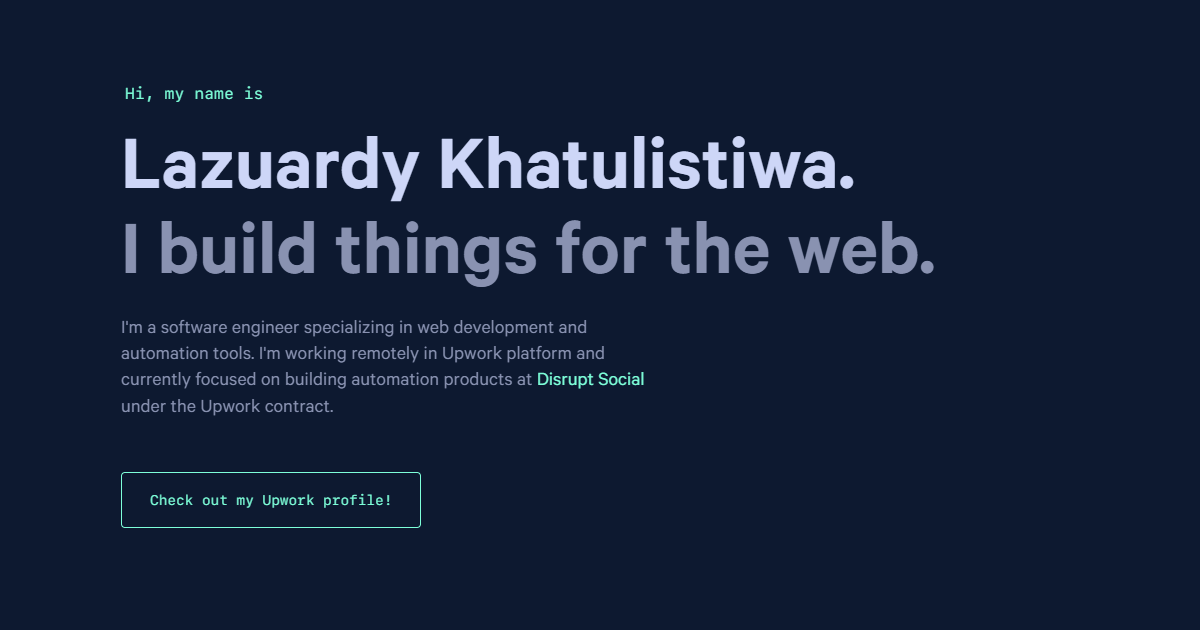 Hi, my name is
Lazuardy Khatulistiwa.
I build things for the web.
I'm a software engineer specializing in web development and
automation tools. I'm working remotely in Upwork platform and
currently focused on building automation products at Disrupt Social
under the Upwork contract.
Check out my Upwork profile!